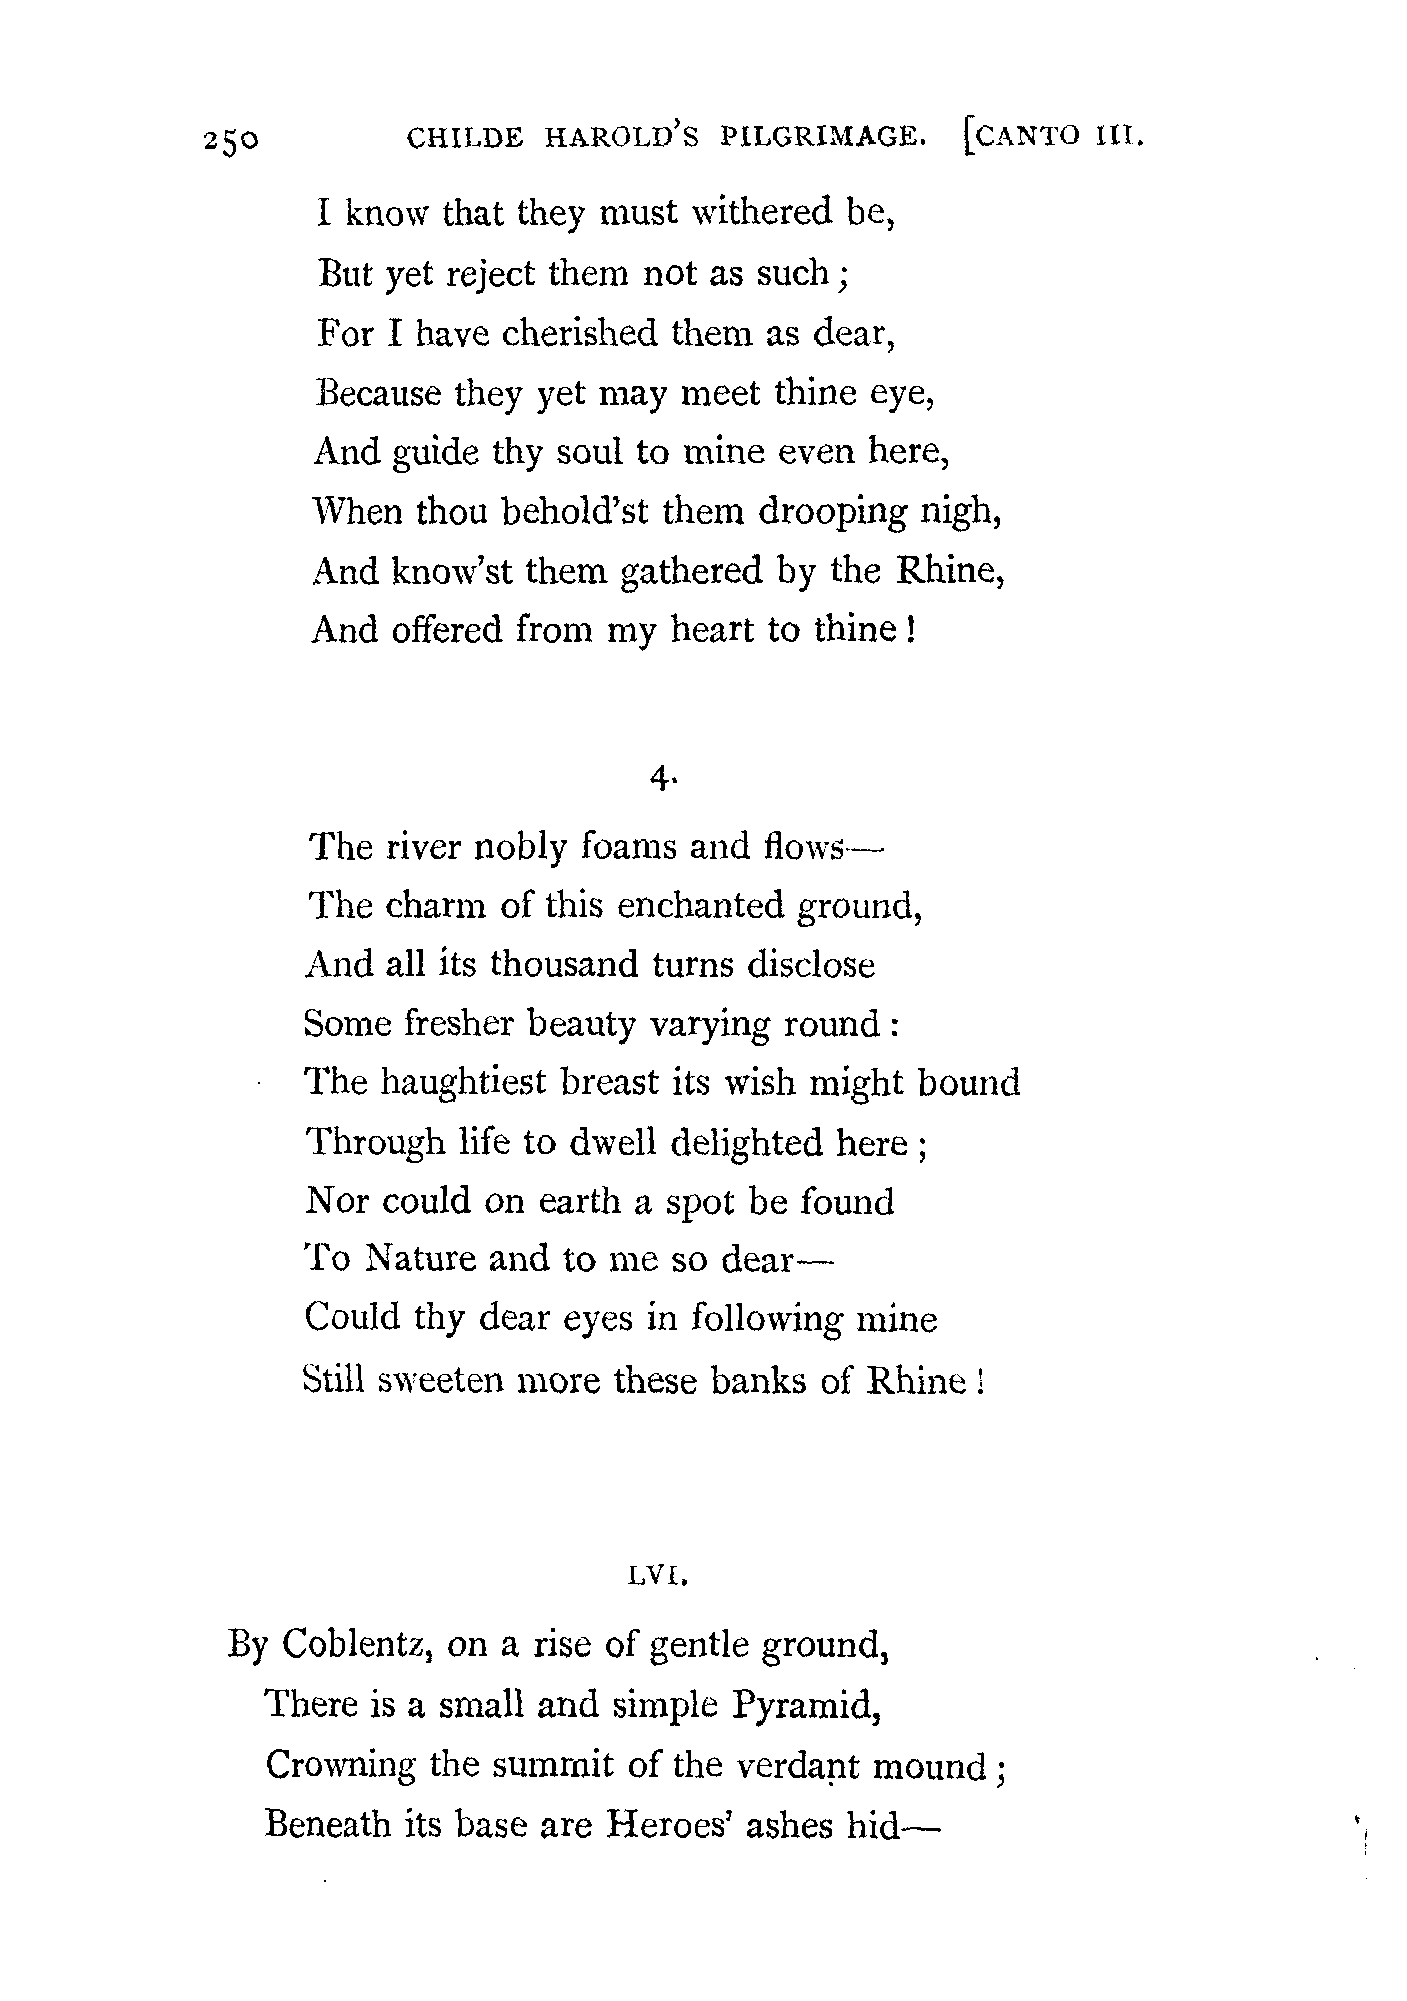 250 CHILDE HAROLD'S PILGRIMAGE. [CANTO III.
I know that they must withered be,
But yet reject them not as such;
For I have cherished them as dear,
Because they yet may meet thine eye,
And guide thy soul to mine even here,
When thou behold'st them drooping nigh,
And know'st them gathered by the Rhine,
And offered from my heart to thine!
4.
The river nobly foams and flows—
The charm of this enchanted ground,
And all its thousand turns disclose
Some fresher beauty varying round:
The haughtiest breast its wish might bound
Through life to dwell delighted here;
Nor could on earth a spot be found
To Nature and to me so dear—
Could thy dear eyes in following mine
Still sweeten more these banks of Rhine!
LVI.
By Coblentz, on a rise of gentle ground,
There is a small and simple Pyramid,
Crowning the summit of the verdant mound;
Beneath its base are Heroes' ashes hid—